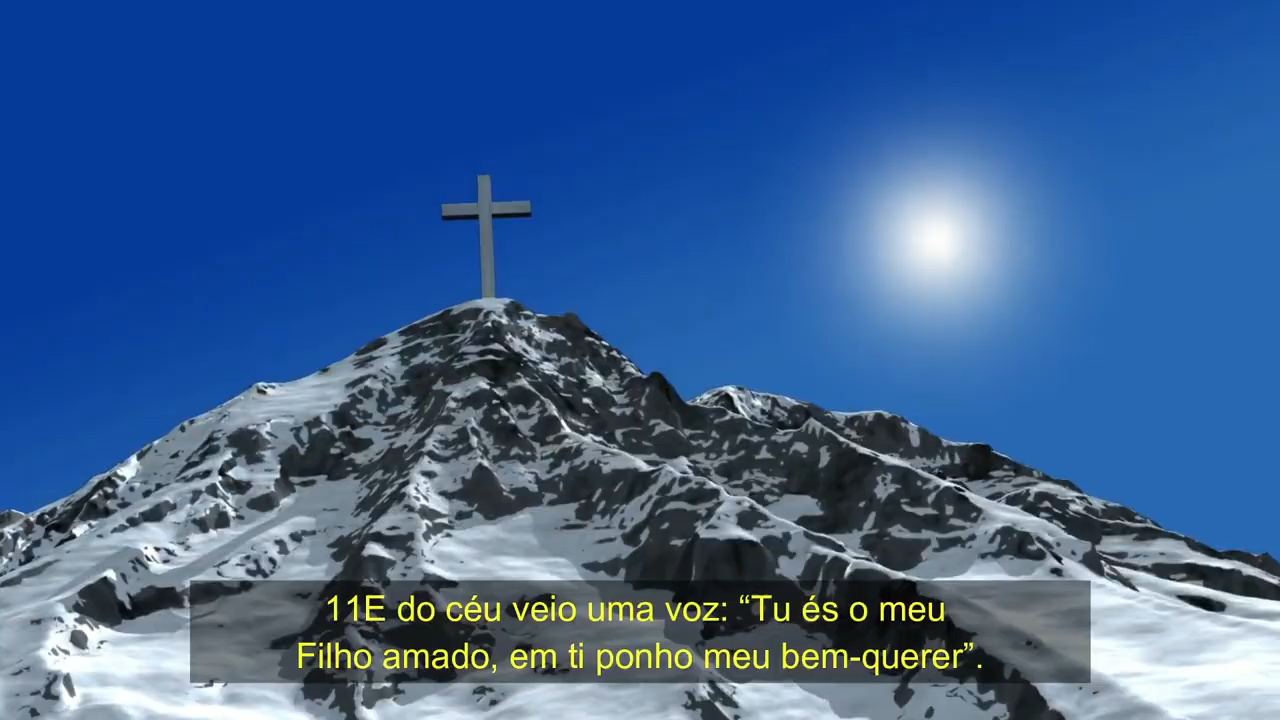 11E do céu veio uma voz: “Tu és o meu
Filho amado, em ti ponho meu bem-querer”.